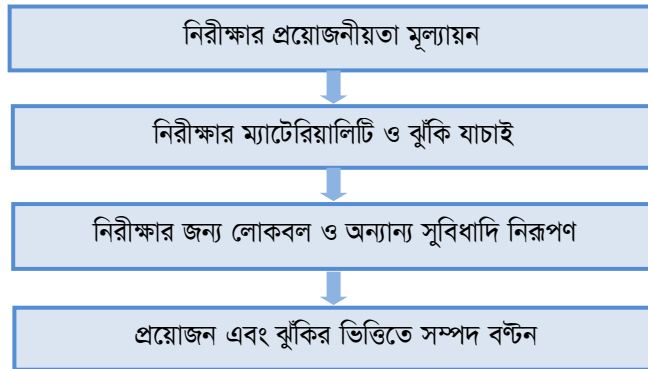 নিরীক্ষার প্রয়োজনীয়তা মূল্যায়ন
নিরীক্ষার ম্যাটেরিয়ালিটি ও ঝুঁকি যাচাই
নিরীক্ষার জন্য লোকবল ও অন্যান্য সুবিধাদি নিরূপণ
প্রয়োজন এবং ঝুঁকির ভিত্তিতে সম্পদ বণ্টন